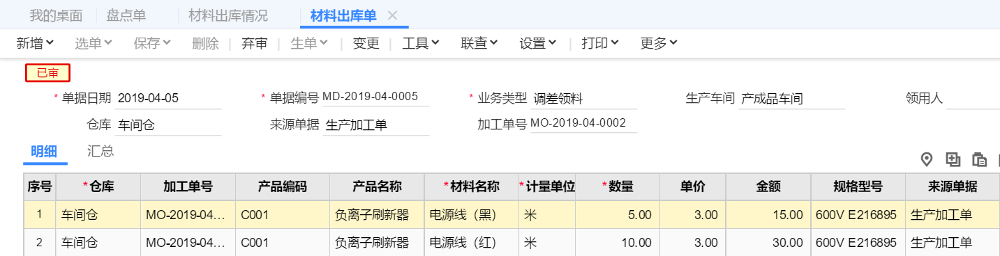 我的桌面 盘点单 材料出库情况 材料出库单
新增 选单 保存 删除 弃审 生单 变更 工具 联查 设置 打印 更多
已审
* 单据日期 2019-04-05 * 单据编号 MD-2019-04-0005 * 业务类型 调差领料 生产车间 产成品车间 领用人
仓库 车间仓 来源单据 生产加工单 加工单号 MO-2019-04-0002
明细 汇总
序号 *仓库 加工单号 产品编码 产品名称 *材料名称 *计量单位 *数量 单价 金额 规格型号 来源单据
1 车间仓 MO-2019-04... C001 负离子刷新器 电源线（黑） 米 5.00 3.00 15.00 600V E216895 生产加工单
2 车间仓 MO-2019-04... C001 负离子刷新器 电源线（红） 米 10.00 3.00 30.00 600V E216895 生产加工单